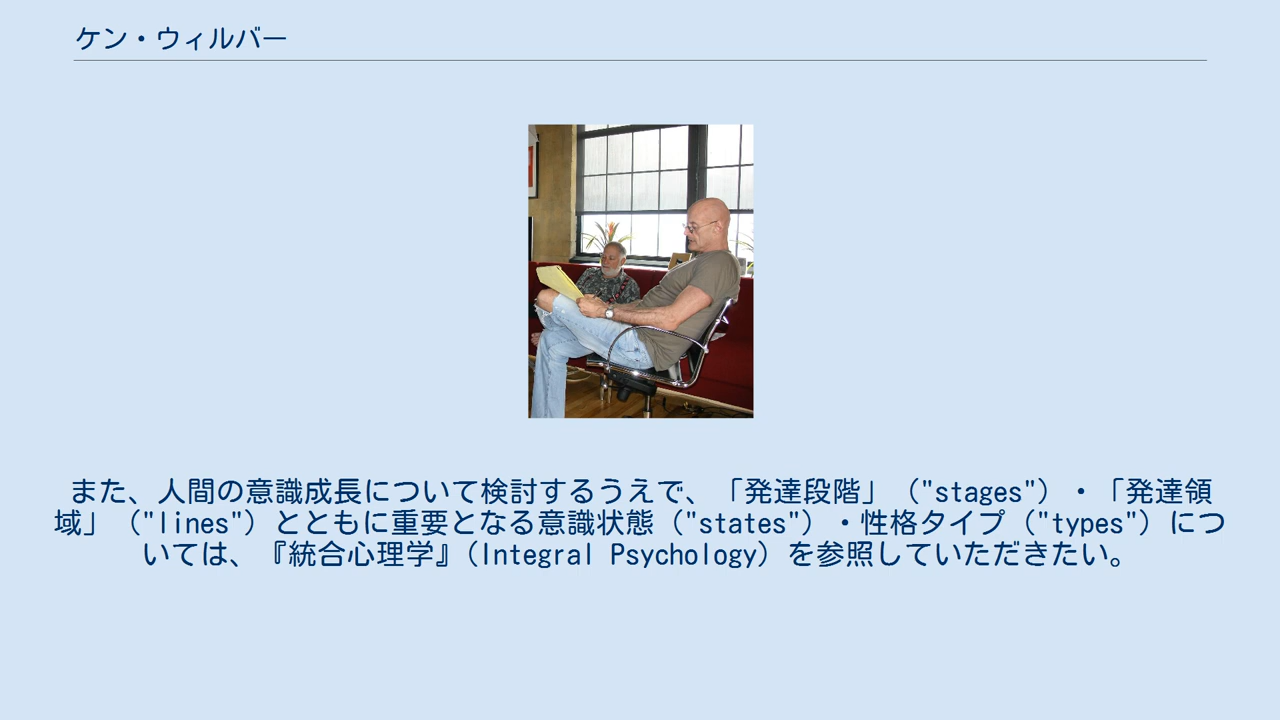 ケン・ウィルバー
また、人間の意識成長について検討するうえで、「発達段階」（"stages"）・「発達領
域」（"lines"）とともに重要となる意識状態（"states"）・性格タイプ（"types"）につ
いては、『統合心理学』（Integral Psychology）を参照していただきたい。